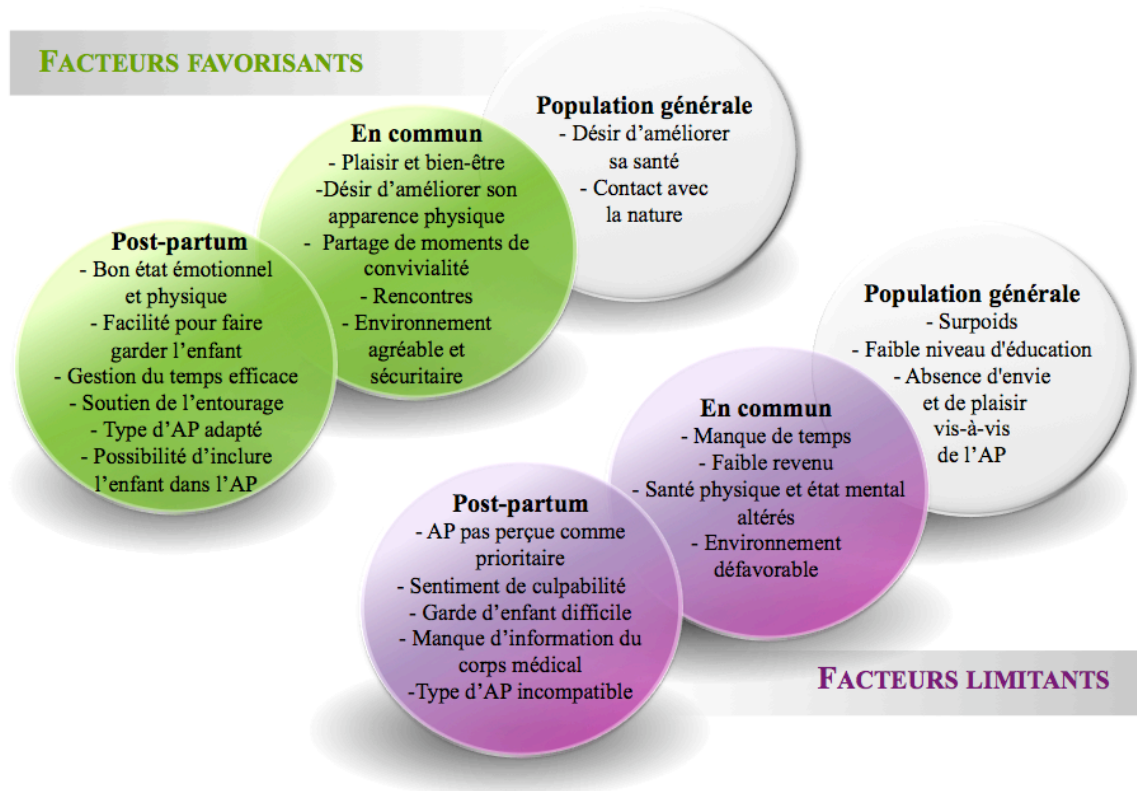 FACTEURS FAVORISANTS
Population générale
- Désir d'améliorer
sa santé
- Contact avec
la nature
En commun
- Plaisir et bien-être
-Désir d'améliorer son
apparence physique
- Partage de moments de
convivialité
- Rencontres
- Environnement
agréable et
sécuritaire
Post-partum
- Bon état émotionnel
et physique
- Facilité pour faire
garder l'enfant
- Gestion du temps efficace
- Soutien de l'entourage
- Type d'AP adapté
- Possibilité d'inclure
l'enfant dans l'AP
Population générale
- Surpoids
- Faible niveau d'éducation
- Absence d'envie
et de plaisir
vis-à-vis
de l'AP
En commun
- Manque de temps
- Faible revenu
- Santé physique et état mental
altérés
- Environnement
défavorable
Post-partum
- AP pas perçue comme
prioritaire
- Sentiment de culpabilité
- Garde d'enfant difficile
- Manque d'information du
corps médical
-Type d'AP incompatible
FACTEURS LIMITANTS